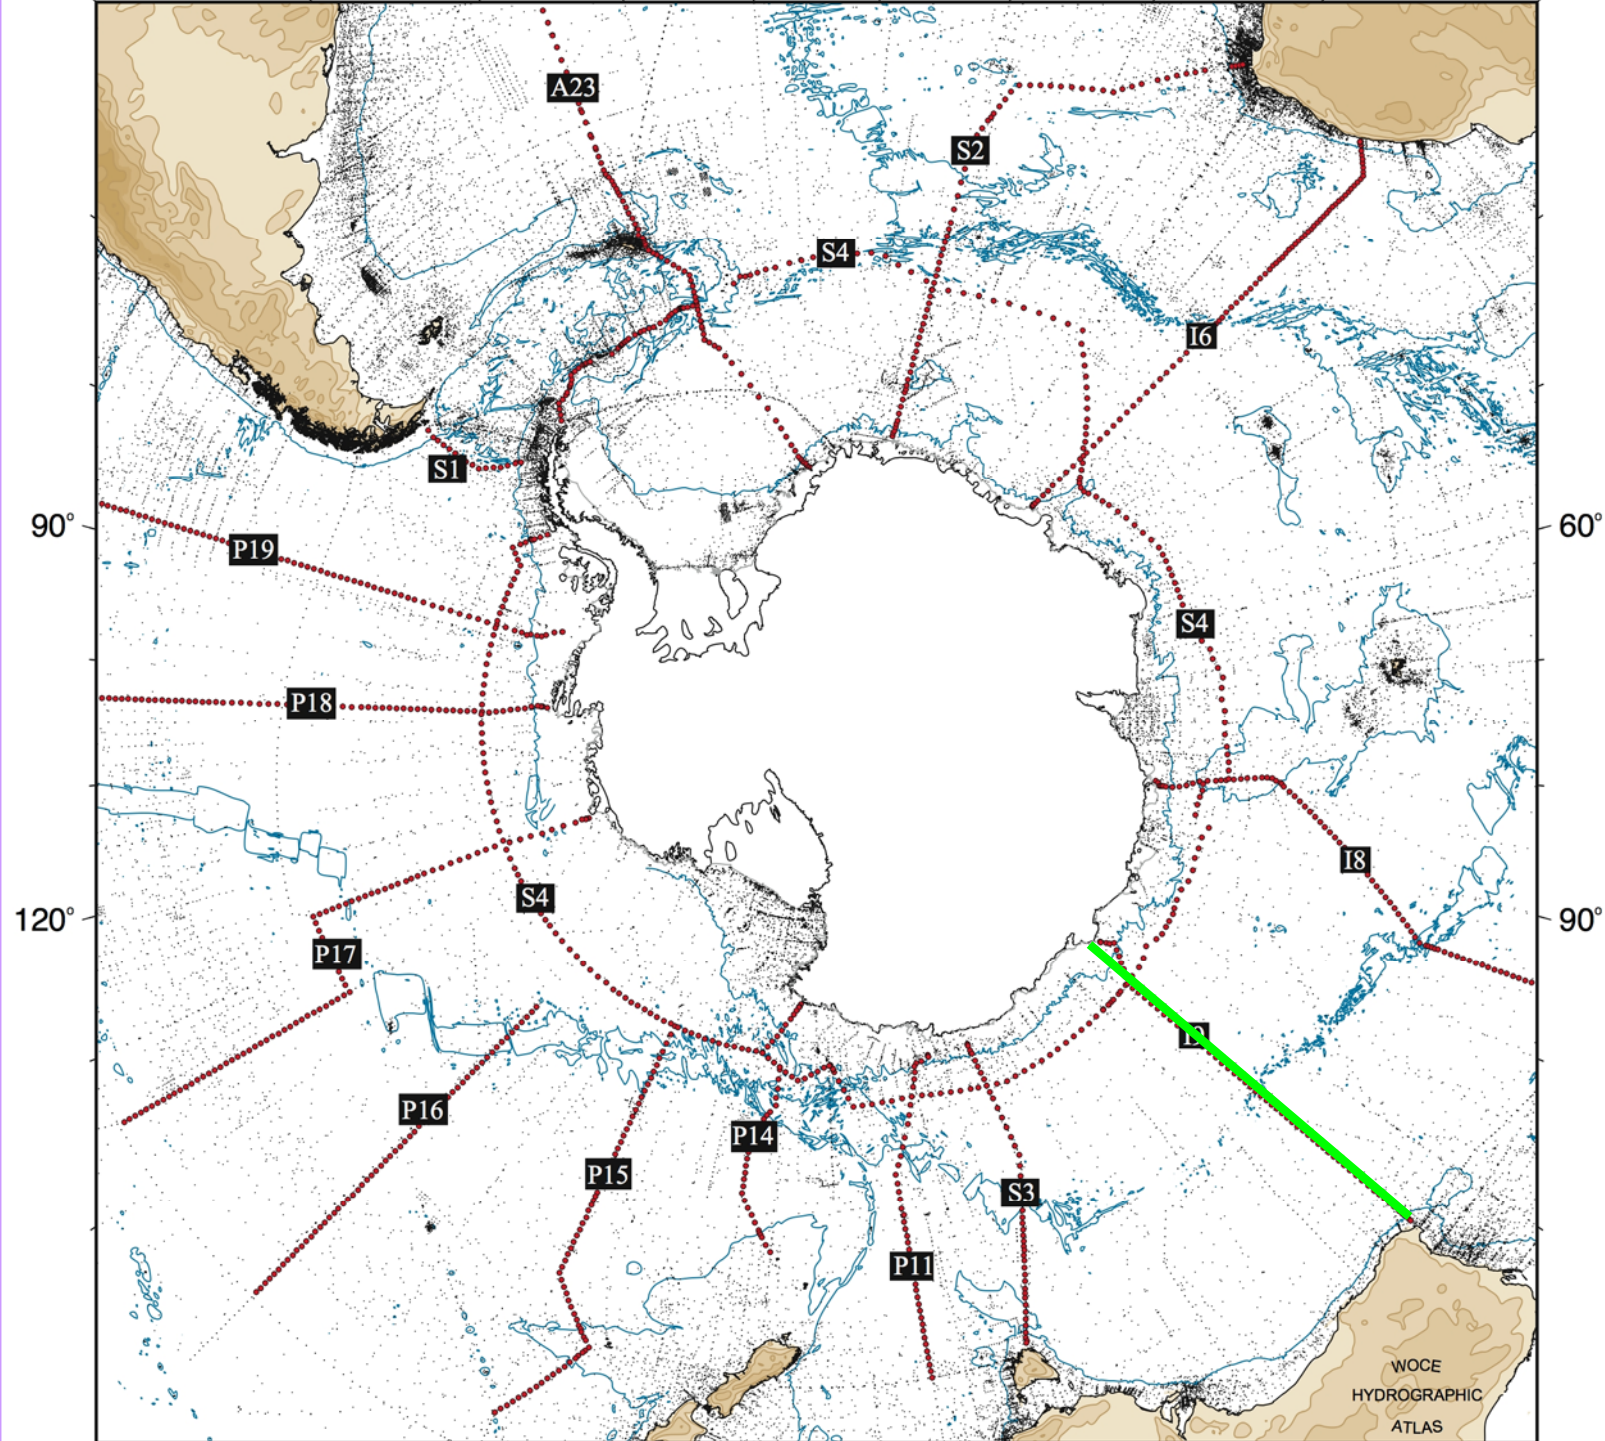 A23
S2
S4
I6
S1
90°
60°
P19
S4
P18
I8
S4
120°
90°
P17
P16
P14
P15
S3
P11
WOCE
HYDROGRAPHIC
ATLAS